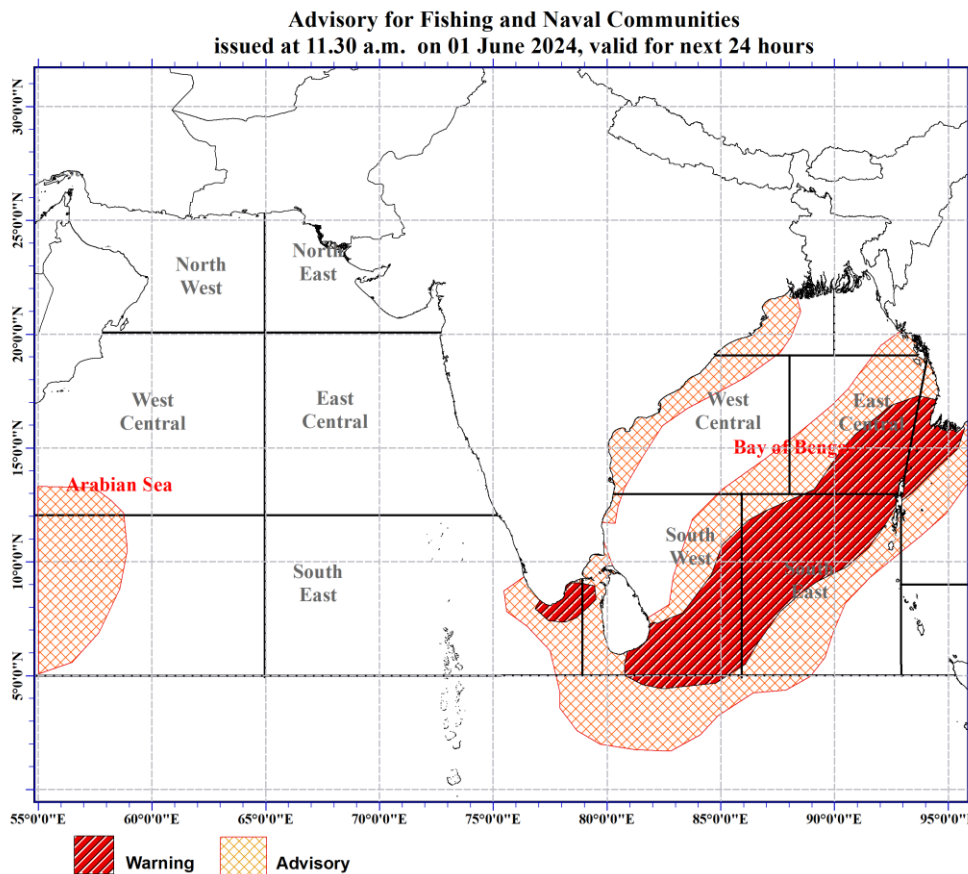 Advisory for Fishing and Naval Communities
issued at 11.30 a.m. on 01 June 2024, valid for next 24 hours
30°0'0"N
25°0'0"N
20°0'0"N
15°0'0"N
10°0'0"N
5°0'0"N
North
West
North
East
West
Central
East
Central
West
Central
East
Central
Bay of Benga
Arabian Sea
South
West
South
East
South
East
55°0'0"E
60°0'0"E
65°0'0"E
70°0'0"E
75°0'0"E
80°0'0"E
85°0'0"E
90°0'0"E
95°0'0"E
Warning
Advisory